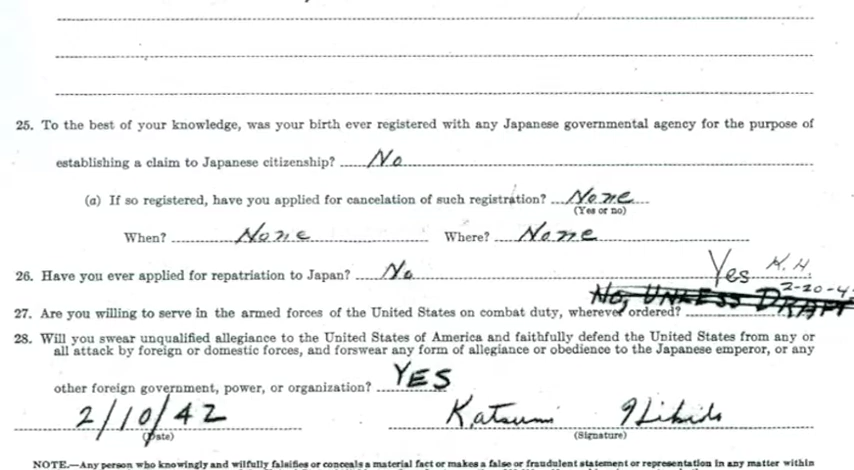 25. To the best of your knowledge, was your birth ever registered with any Japanese governmental agency for the purpose of
establishing a claim to Japanese citizenship? No
(a) If so registered, have you applied for cancelation of such registration? None
(Yes or no)
When? None Where? None
26. Have you ever applied for repatriation to Japan? No
Yes K.H.
2-20-4
No, UNLESS DRAFT
27. Are you willing to serve in the armed forces of the United States on combat duty, wherever ordered?
28. Will you swear unqualified allegiance to the United States of America and faithfully defend the United States from any or
all attack by foreign or domestic forces, and forswear any form of allegiance or obedience to the Japanese emperor, or any
other foreign government, power, or organization? YES
2/10/42 Katsumi
(Date) (Signature)
NOTE.—Any person who knowingly and wilfully falsifies or conceals a material fact or makes a false or fraudulent statement or representation in any matter within